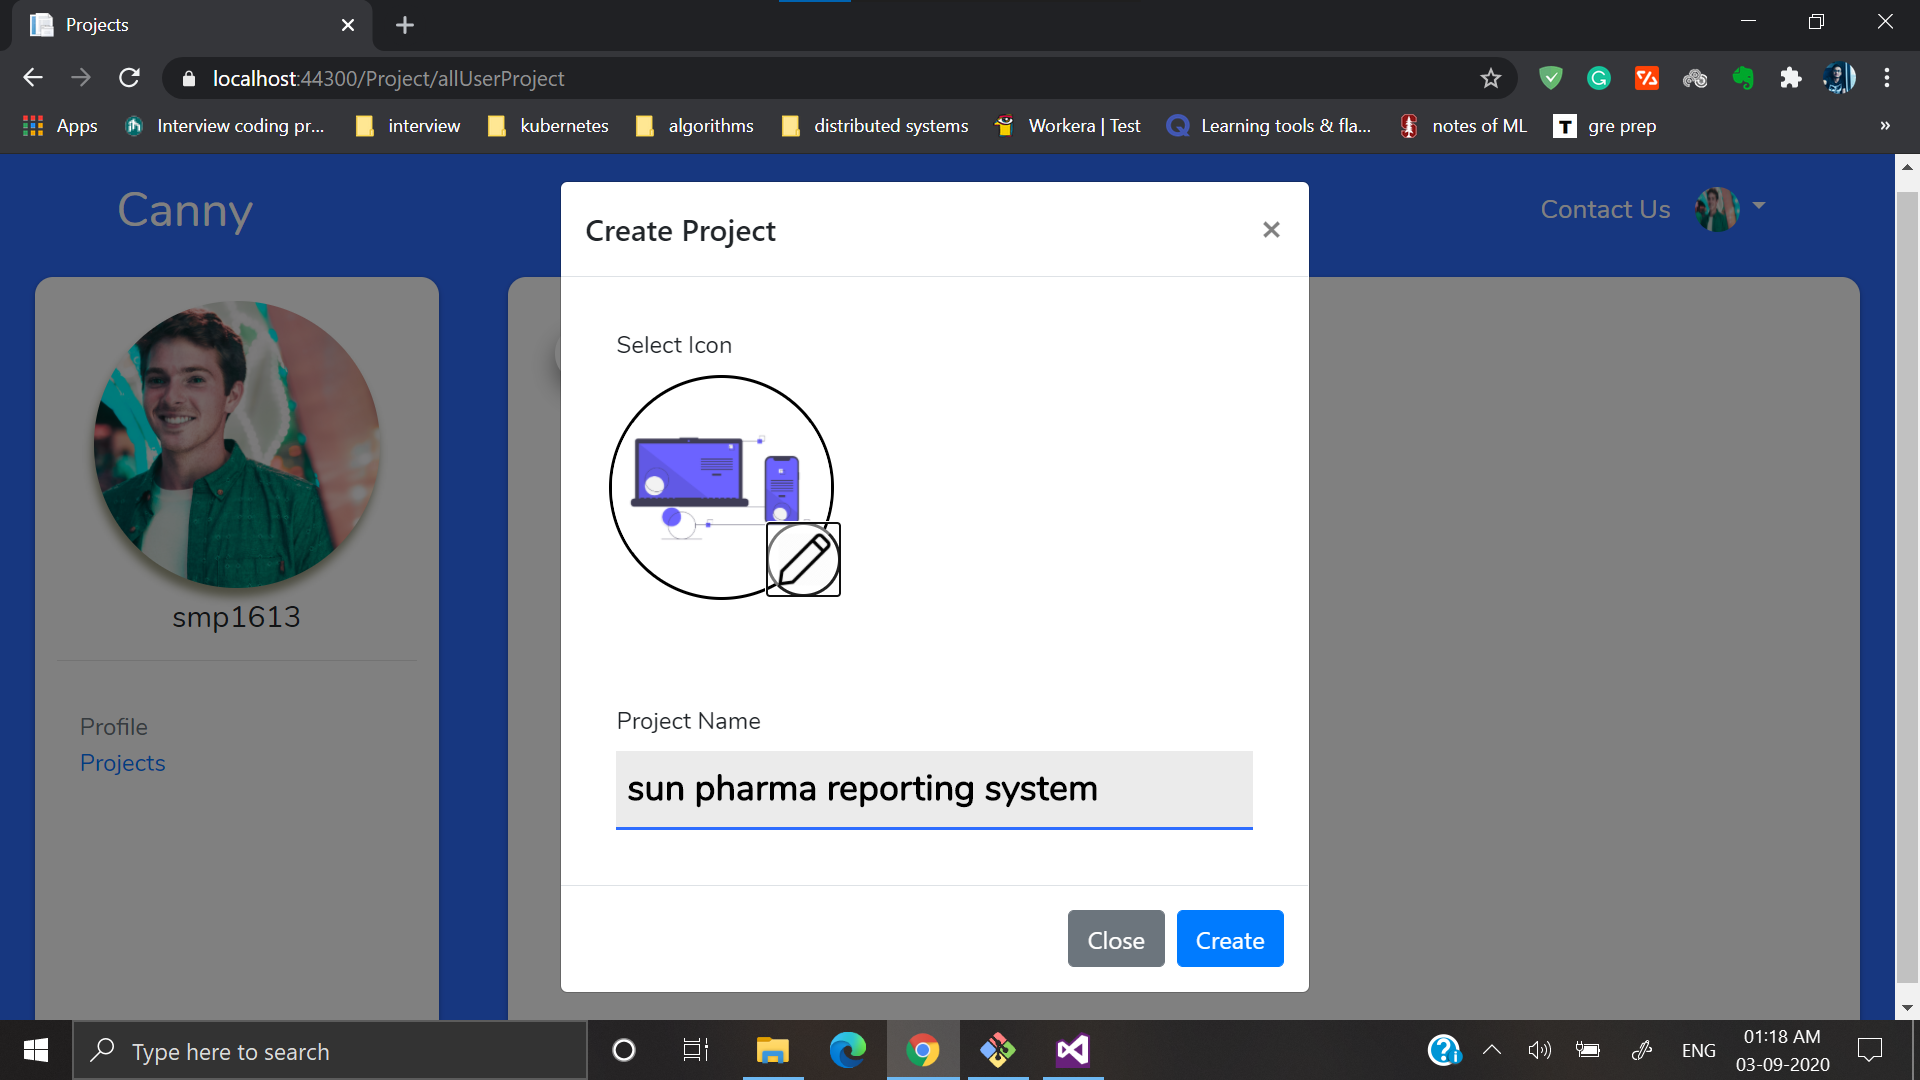 Projects
localhost:44300/Project/allUserProject
Apps
Interview coding pr...
interview
kubernetes
algorithms
distributed systems
Workera | Test
Learning tools & fla...
notes of ML
T
gre prep
»
Canny
Contact Us
Create Project
×
Select Icon
smp1613
Profile
Projects
Project Name
sun pharma reporting system
Close
Create
Type here to search
ENG
01:18 AM
03-09-2020